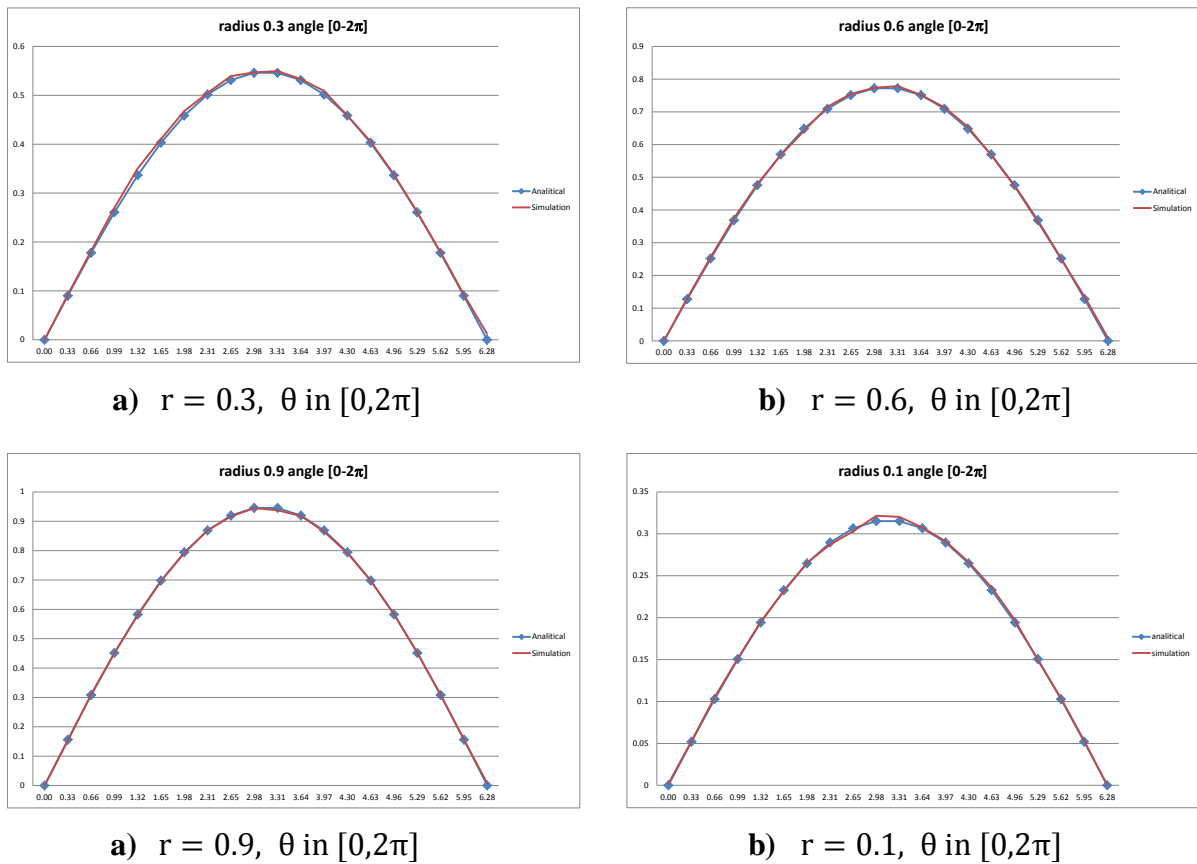 radius 0.3 angle [0-2π]
0.6
0.5
0.4
0.3
0.2
0.1
0
Analitical
Simulation
0.00 0.33 0.66 0.99 1.32 1.65 1.98 2.31 2.65 2.98 3.31 3.64 3.97 4.30 4.63 4.96 5.29 5.62 5.95 6.28
a) r = 0.3, θ in [0,2π]
radius 0.6 angle [0-2π]
0.9
0.8
0.7
0.6
0.5
0.4
0.3
0.2
0.1
0
Analitical
Simulation
0.00 0.33 0.66 0.99 1.32 1.65 1.98 2.31 2.65 2.98 3.31 3.64 3.97 4.30 4.63 4.96 5.29 5.62 5.95 6.28
b) r = 0.6, θ in [0,2π]
radius 0.9 angle [0-2π]
1
0.9
0.8
0.7
0.6
0.5
0.4
0.3
0.2
0.1
0
Analitical
Simulation
0.00 0.33 0.66 0.99 1.32 1.65 1.98 2.31 2.65 2.98 3.31 3.64 3.97 4.30 4.63 4.96 5.29 5.62 5.95 6.28
a) r = 0.9, θ in [0,2π]
radius 0.1 angle [0-2π]
0.35
0.3
0.25
0.2
0.15
0.1
0.05
0
analitical
simulation
0.00 0.33 0.66 0.99 1.32 1.65 1.98 2.31 2.65 2.98 3.31 3.64 3.97 4.30 4.63 4.96 5.29 5.62 5.95 6.28
b) r = 0.1, θ in [0,2π]